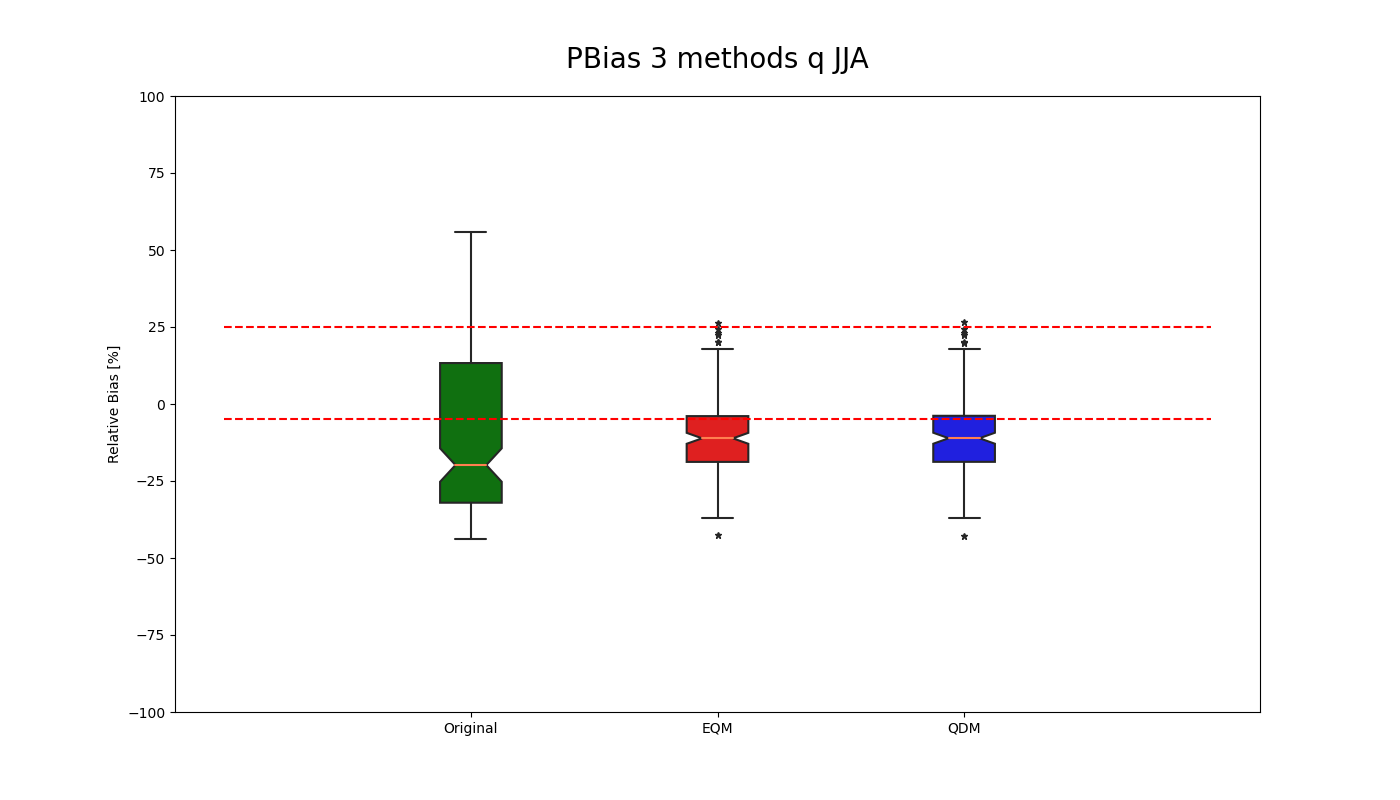 PBias 3 methods q JJA
100
75
50
25
0
−25
−50
−75
−100
Relative Bias [%]
Original
EQM
QDM